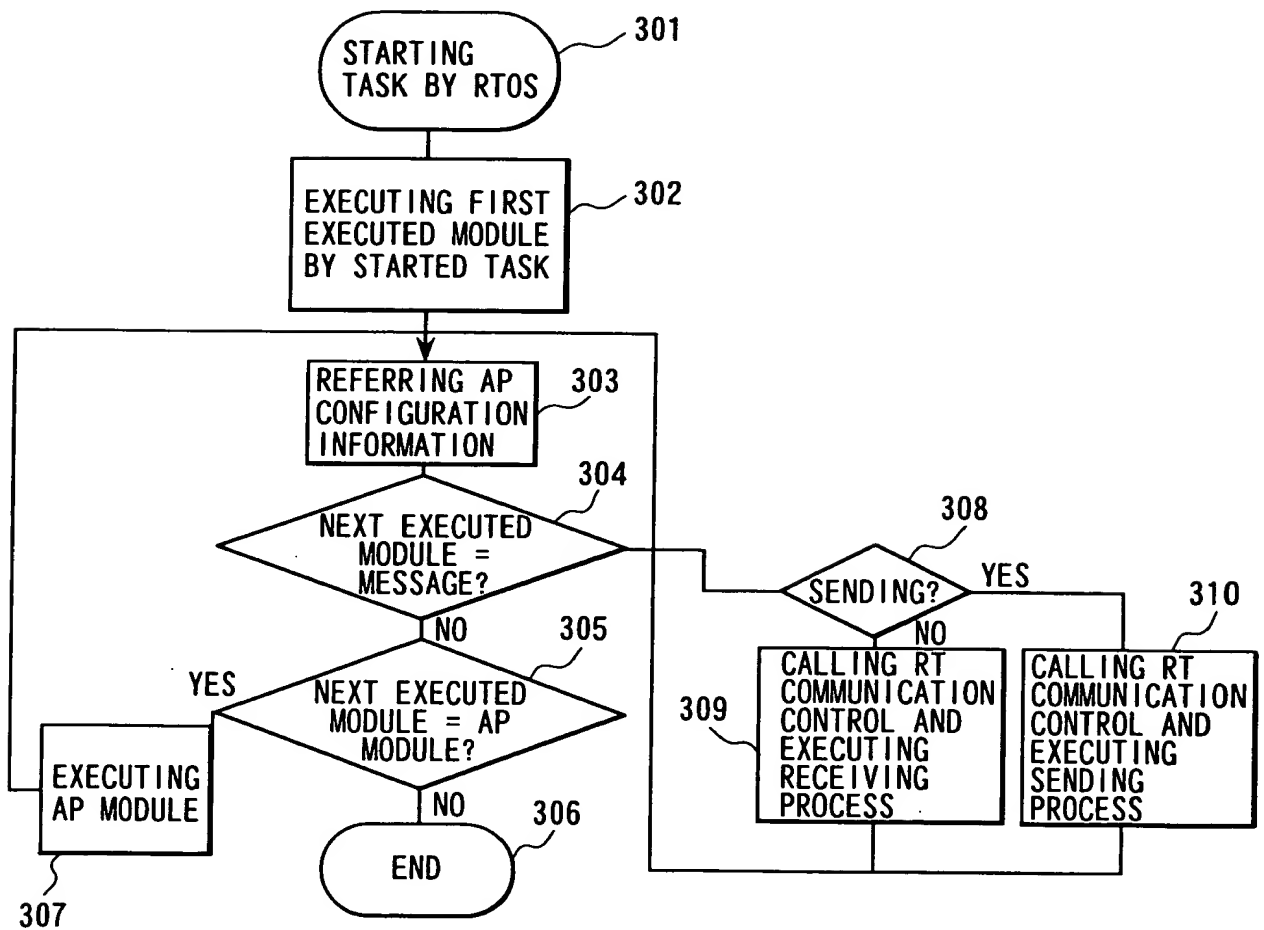 STARTING
TASK BY RTOS
301
EXECUTING FIRST
EXECUTED MODULE
BY STARTED TASK
302
REFERRING AP
CONFIGURATION
INFORMATION
303
NEXT EXECUTED
MODULE =
MESSAGE?
304
NO
NEXT EXECUTED
MODULE = AP
MODULE?
305
YES
NO
EXECUTING
AP MODULE
307
END
306
SENDING?
308
YES
NO
CALLING RT
COMMUNICATION
CONTROL AND
EXECUTING
RECEIVING
PROCESS
309
CALLING RT
COMMUNICATION
CONTROL AND
EXECUTING
SENDING
PROCESS
310